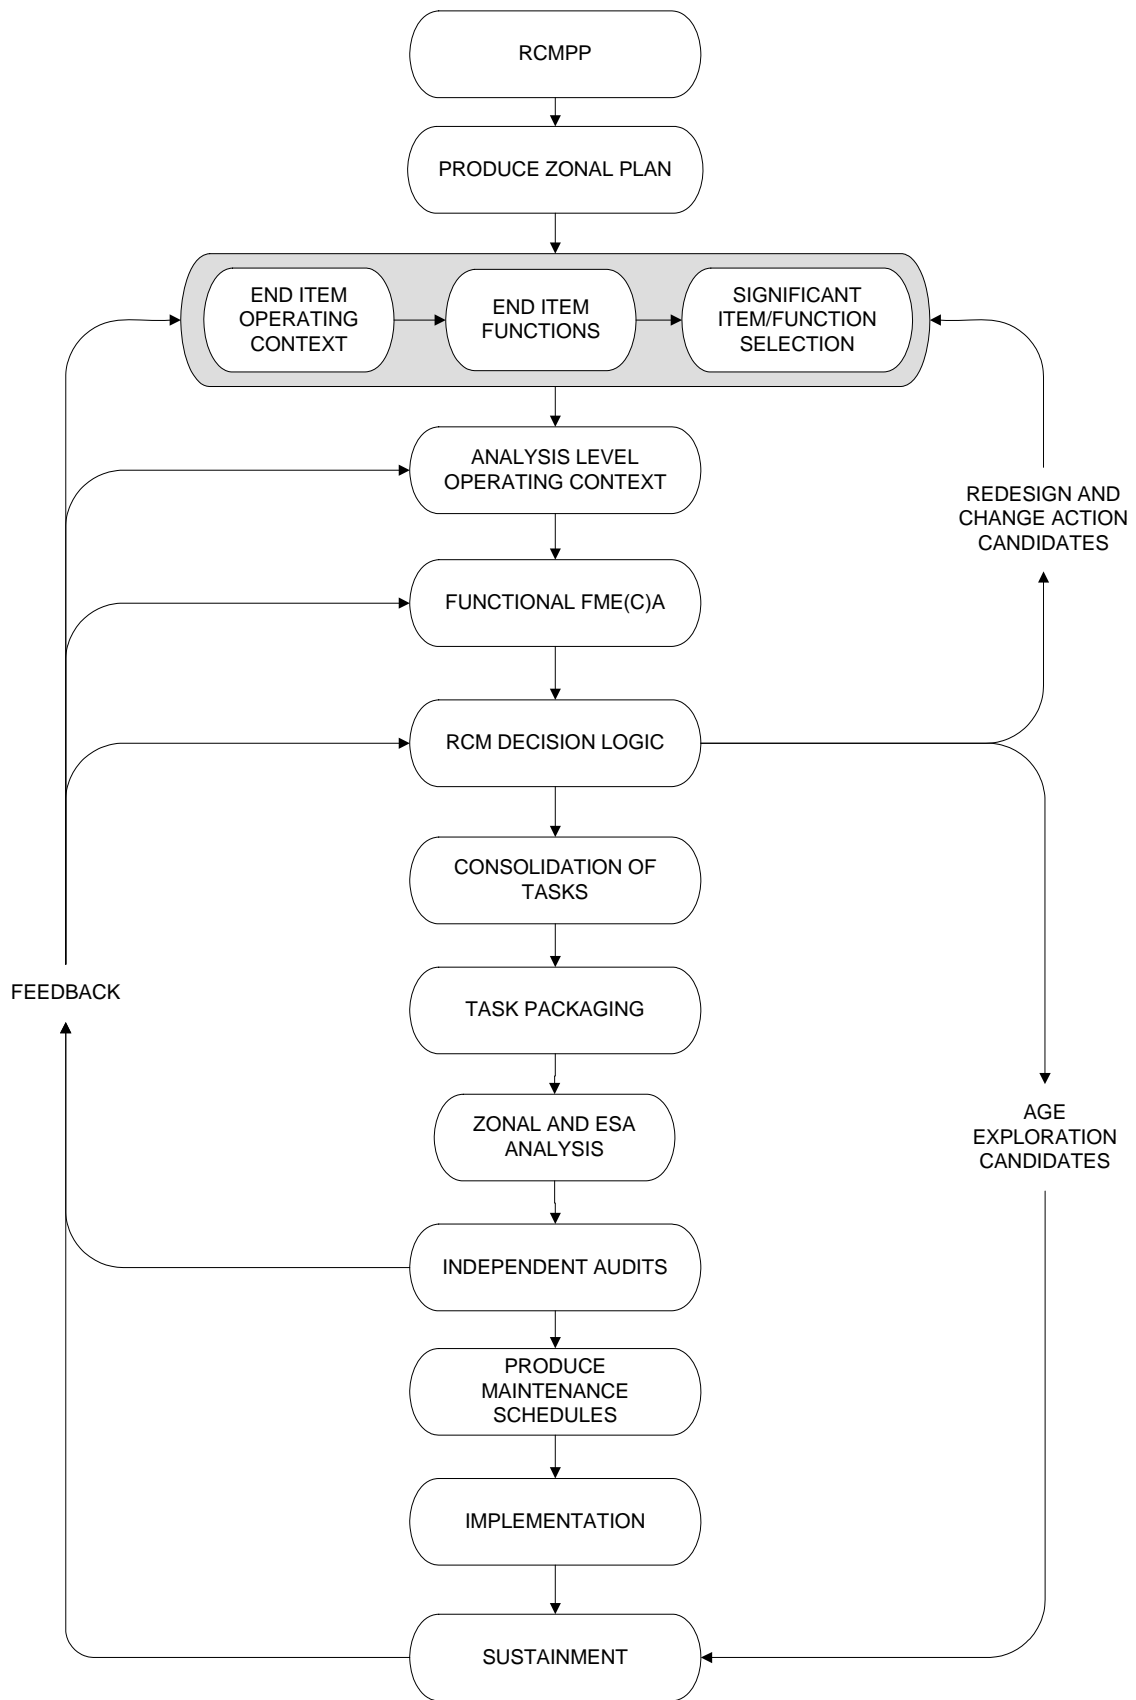 RCMPP
PRODUCE ZONAL PLAN
END ITEM
OPERATING
CONTEXT
END ITEM
FUNCTIONS
SIGNIFICANT
ITEM/FUNCTION
SELECTION
ANALYSIS LEVEL
OPERATING CONTEXT
REDESIGN AND
CHANGE ACTION
CANDIDATES
FUNCTIONAL FME(C)A
RCM DECISION LOGIC
CONSOLIDATION OF
TASKS
FEEDBACK
TASK PACKAGING
ZONAL AND ESA
ANALYSIS
AGE
EXPLORATION
CANDIDATES
INDEPENDENT AUDITS
PRODUCE
MAINTENANCE
SCHEDULES
IMPLEMENTATION
SUSTAINMENT